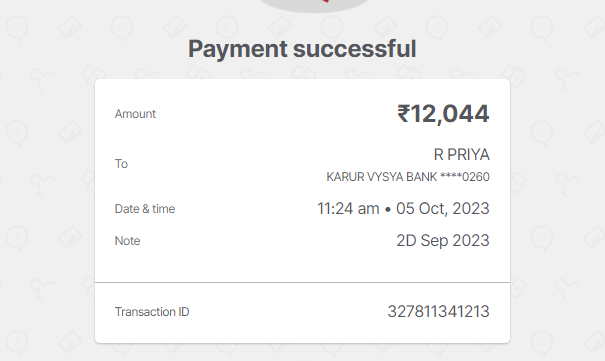 Payment successful
Amount ₹12,044
To R PRIYA
KARUR VYSYA BANK ****0260
Date & time 11:24 am • 05 Oct, 2023
Note 2D Sep 2023
Transaction ID 327811341213